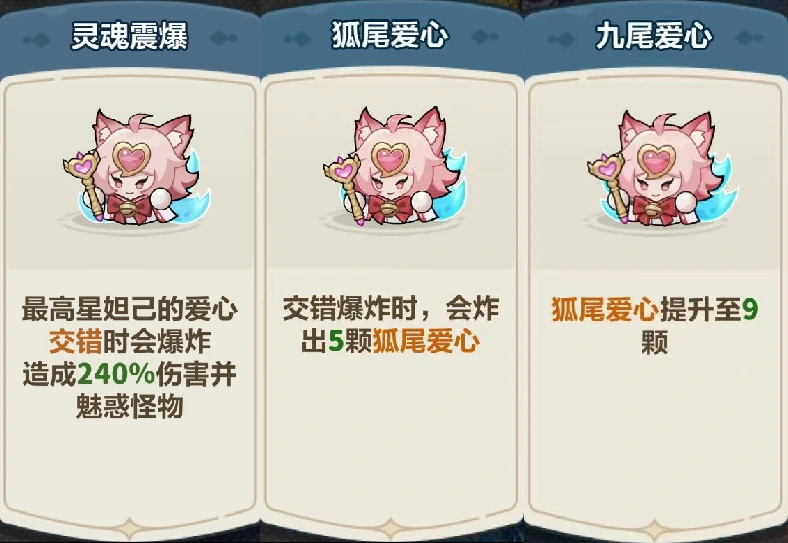 灵魂震爆
最高星妲己的爱心
交错时会爆炸
造成240%伤害并
魅惑怪物
狐尾爱心
交错爆炸时，会炸
出5颗狐尾爱心
九尾爱心
狐尾爱心提升至9
颗